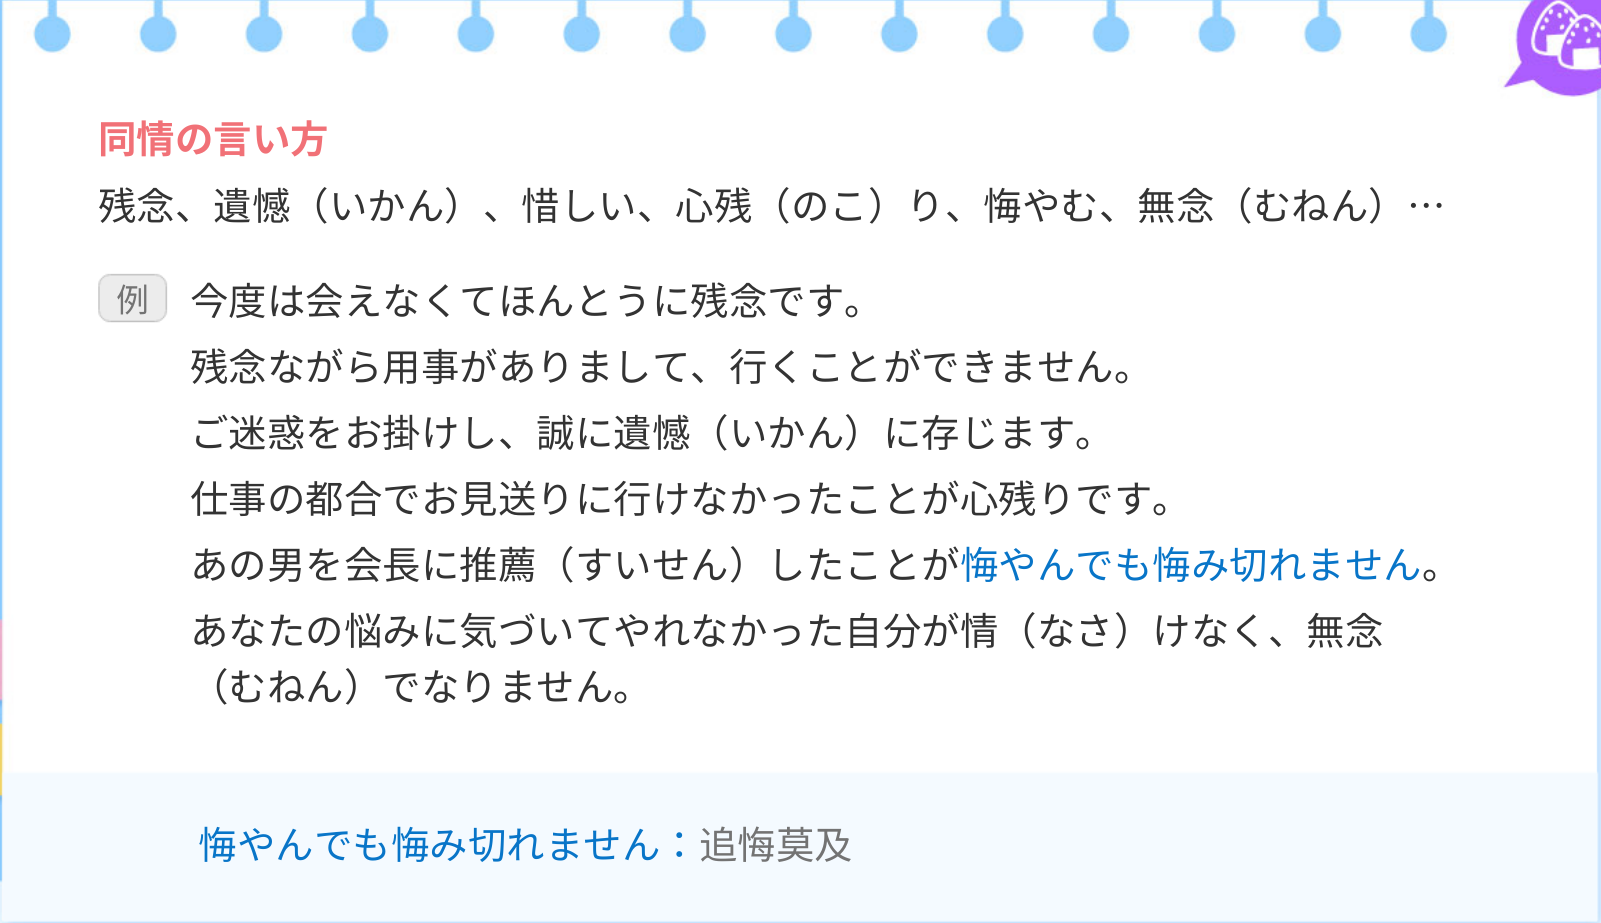 同情の言い方
残念、遺憾（いかん）、惜しい、心残（のこ）り、悔やむ、無念（むねん）…
例 今度は会えなくてほんとうに残念です。
残念ながら用事がありまして、行くことができません。
ご迷惑をお掛けし、誠に遺憾（いかん）に存じます。
仕事の都合でお見送りに行けなかったことが心残りです。
あの男を会長に推薦（すいせん）したことが悔やんでも悔み切れません。
あなたの悩みに気づいてやれなかった自分が情（なさ）けなく、無念
（むねん）でなりません。
悔やんでも悔み切れません：追悔莫及